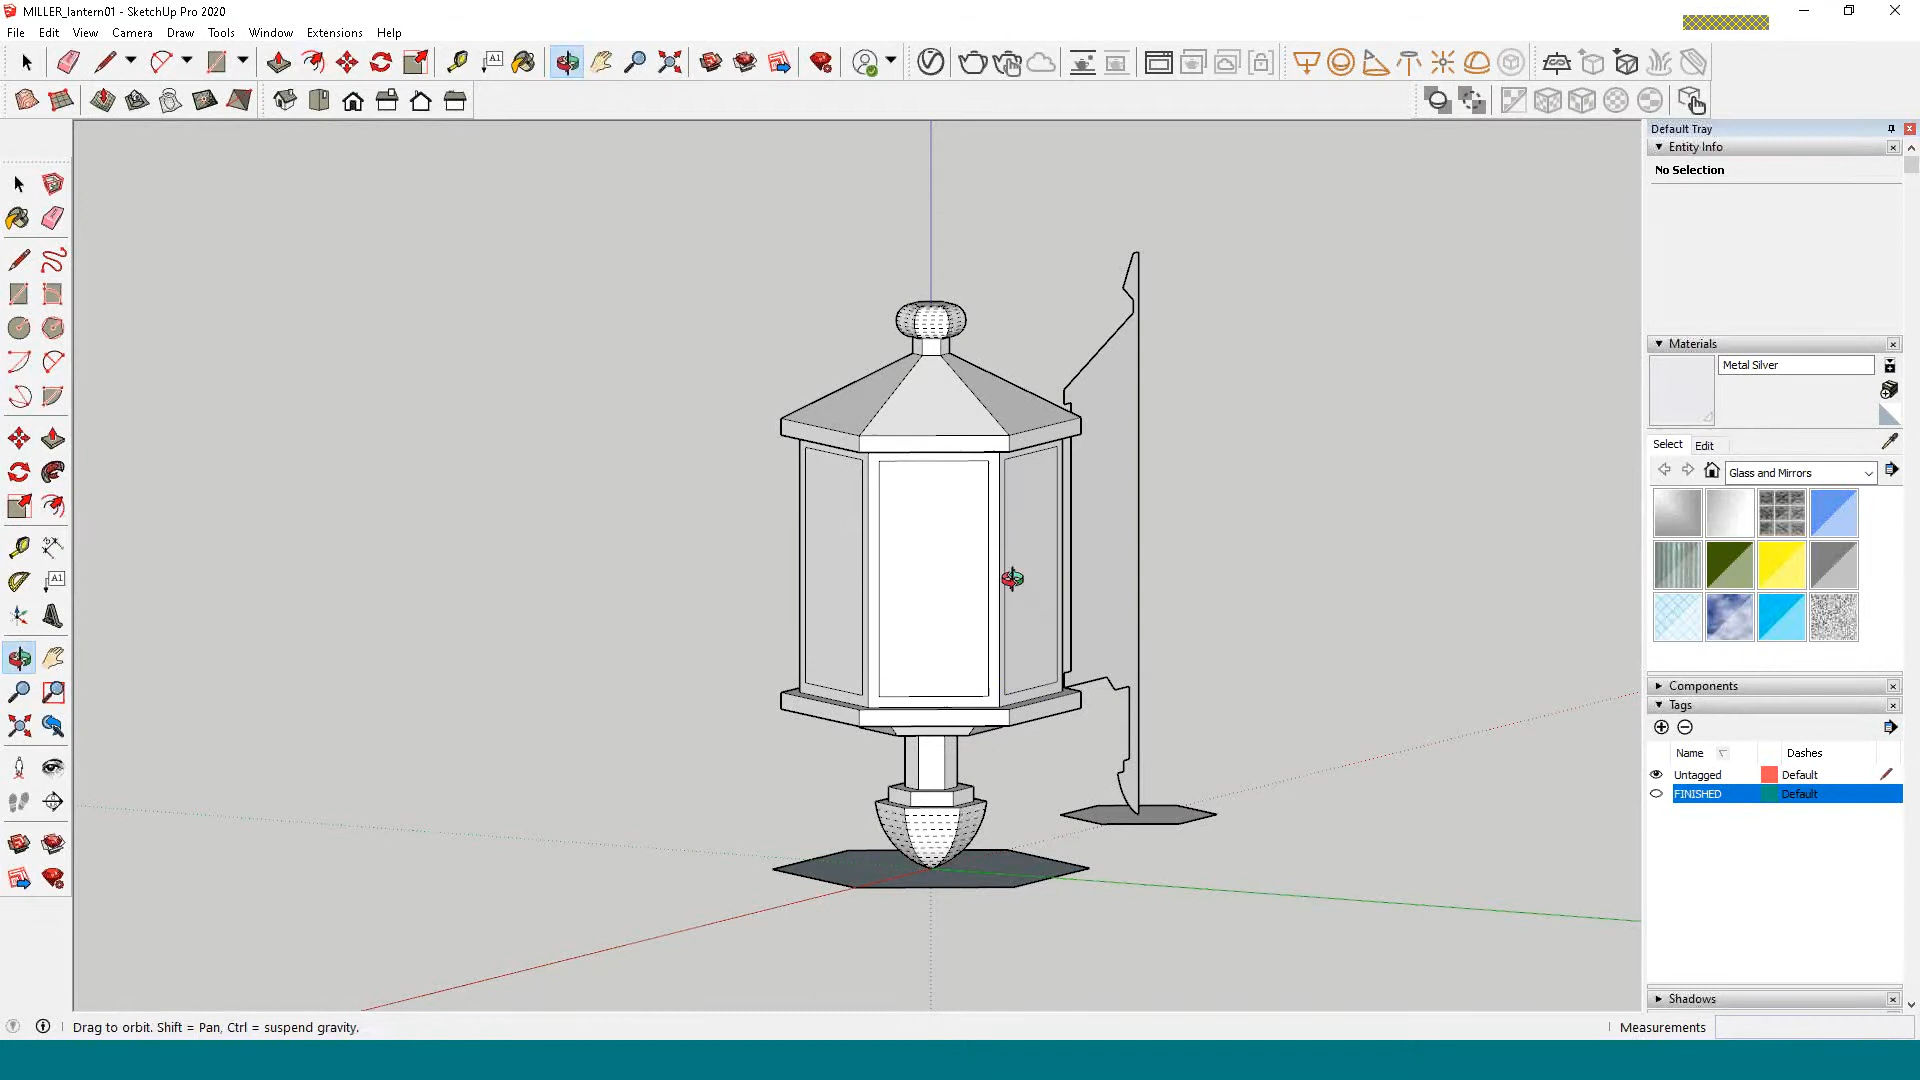 MILLER_lantern01 - SketchUp Pro 2020
File Edit View Camera Draw Tools Window Extensions Help
A1
Default Tray
Entity Info
No Selection
Materials
Metal Silver
Select Edit
Glass and Mirrors
A1
Components
Tags
Name Dashes
Untagged Default
FINISHED Default
Shadows
Drag to orbit. Shift = Pan, Ctrl = suspend gravity.
Measurements